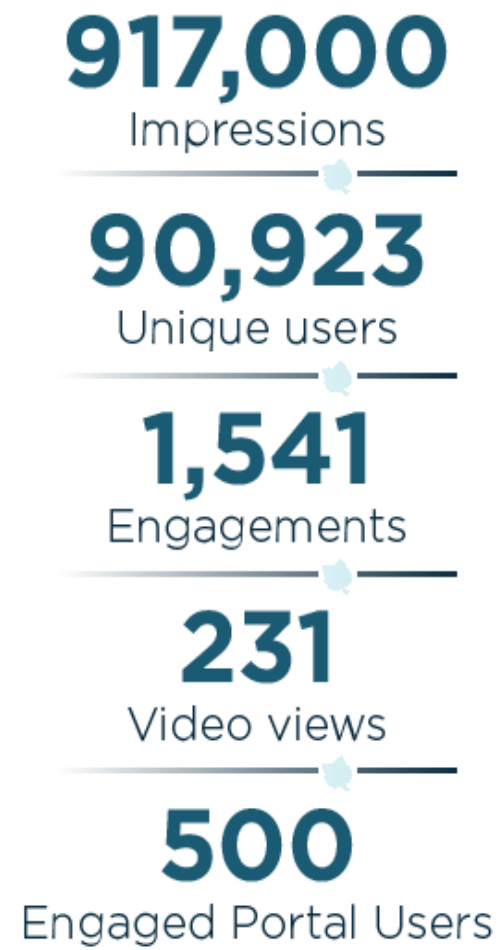 917,000
Impressions
90,923
Unique users
1,541
Engagements
231
Video views
500
Engaged Portal Users